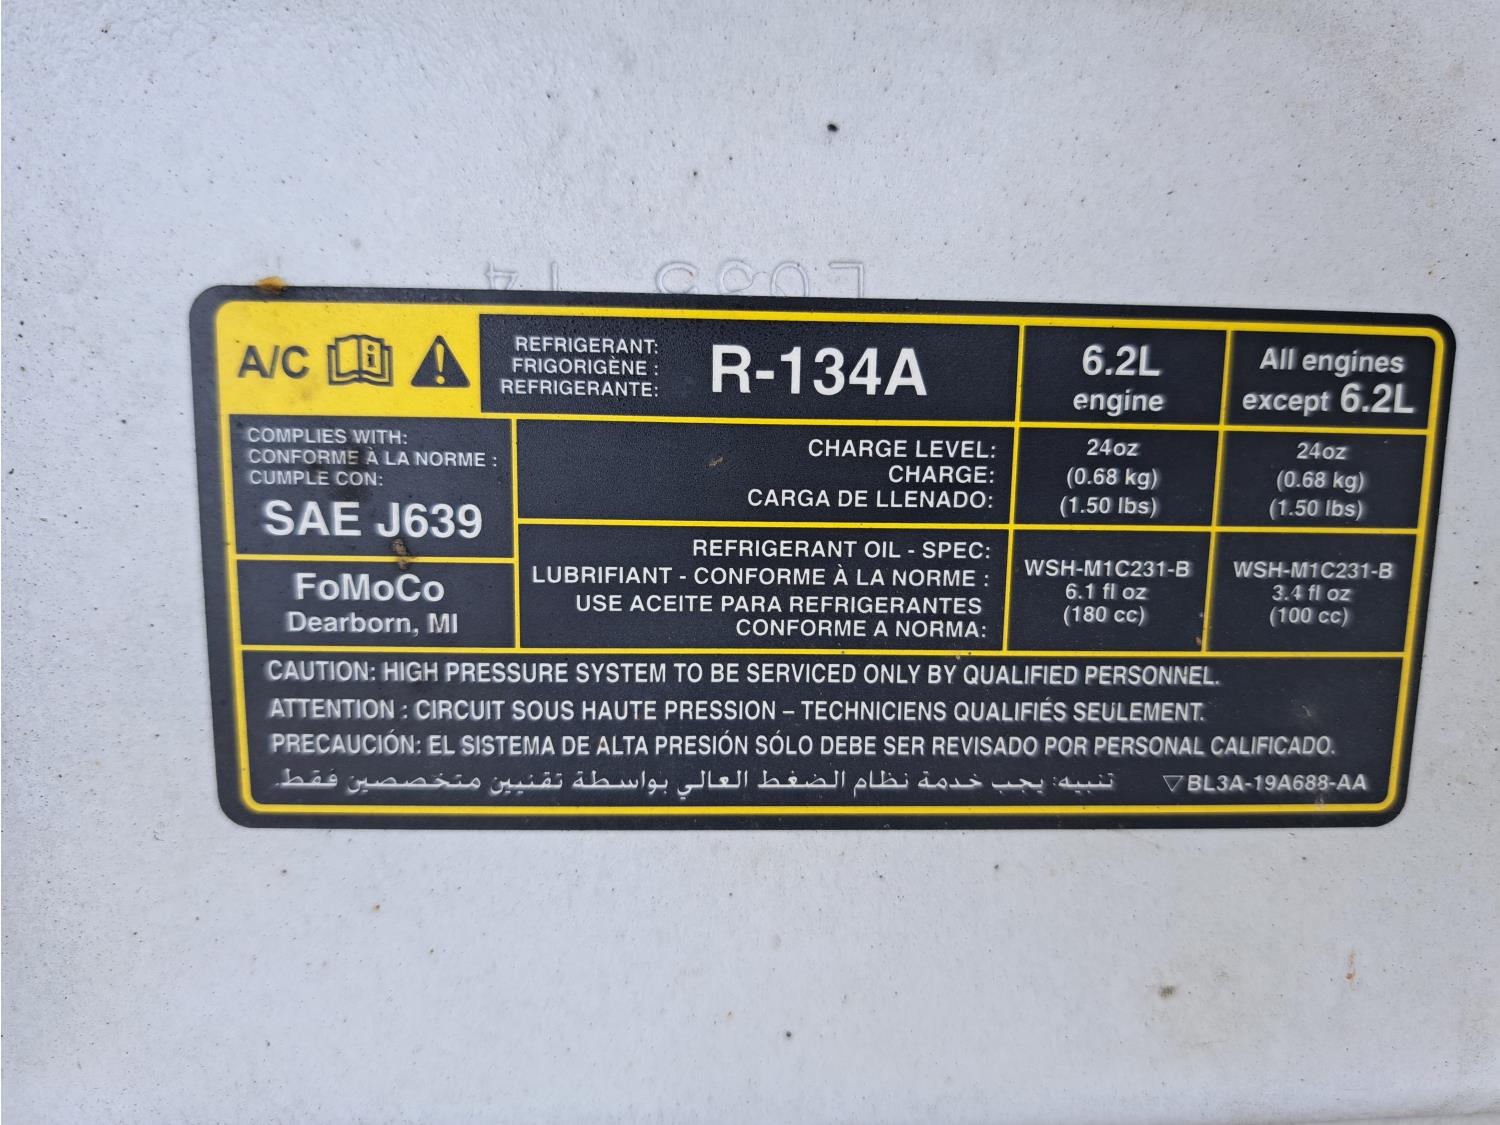 A/C
REFRIGERANT:
FRIGORIGÈNE :
REFRIGERANTE:
R-134A
6.2L
engine
All engines
except 6.2L
COMPLIES WITH:
CONFORME À LA NORME :
CUMPLE CON:
SAE J639
FoMoCo
Dearborn, MI
CHARGE LEVEL:
CHARGE:
CARGA DE LLENADO:
24oz
(0.68 kg)
(1.50 lbs)
24oz
(0.68 kg)
(1.50 lbs)
REFRIGERANT OIL - SPEC:
LUBRIFIANT - CONFORME À LA NORME :
USE ACEITE PARA REFRIGERANTES
CONFORME A NORMA:
WSH-M1C231-B
6.1 fl oz
(180 cc)
WSH-M1C231-B
3.4 fl oz
(100 cc)
CAUTION: HIGH PRESSURE SYSTEM TO BE SERVICED ONLY BY QUALIFIED PERSONNEL.
ATTENTION : CIRCUIT SOUS HAUTE PRESSION – TECHNICIENS QUALIFIÉS SEULEMENT.
PRECAUCIÓN: EL SISTEMA DE ALTA PRESIÓN SÓLO DEBE SER REVISADO POR PERSONAL CALIFICADO.
تنبيه: يجب خدمة نظام الضغط العالي بواسطة تقنيين متخصصين فقط.
▽BL3A-19A688-AA